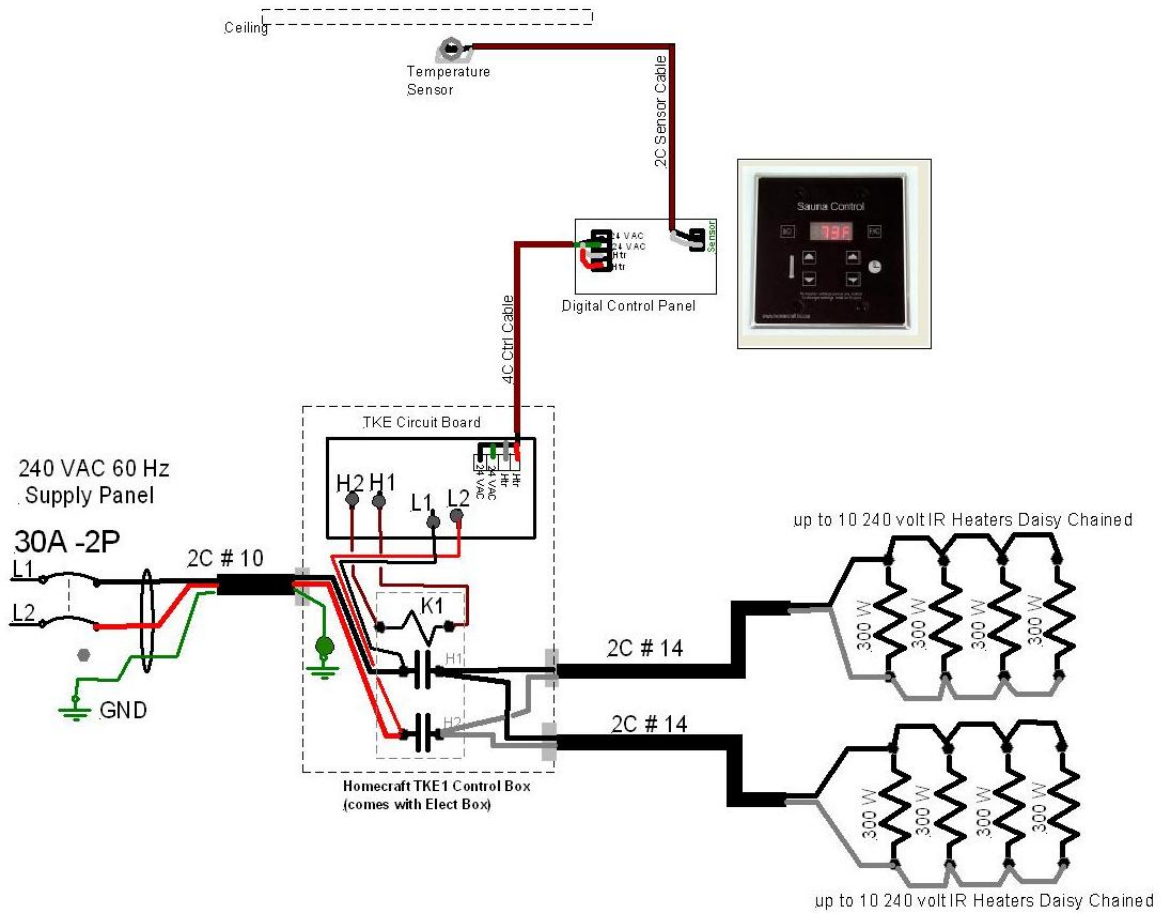 Ceiling
Temperature
Sensor
2C Sensor Cable
Sauna Control
73F
24 VAC
24 VAC
Htr
Htr
Sensor
Digital Control Panel
4C Ctrl Cable
TKE Circuit Board
24 VAC
24 VAC
Htr
Htr
H2 H1
L1 L2
240 VAC 60 Hz
Supply Panel
30A -2P
L1
L2
2C # 10
GND
K1
H1
H2
Homecraft TKE1 Control Box
(comes with Elect Box)
2C # 14
2C # 14
up to 10 240 volt IR Heaters Daisy Chained
300 W
300 W
300 W
300 W
300 W
300 W
300 W
300 W
up to 10 240 volt IR Heaters Daisy Chained